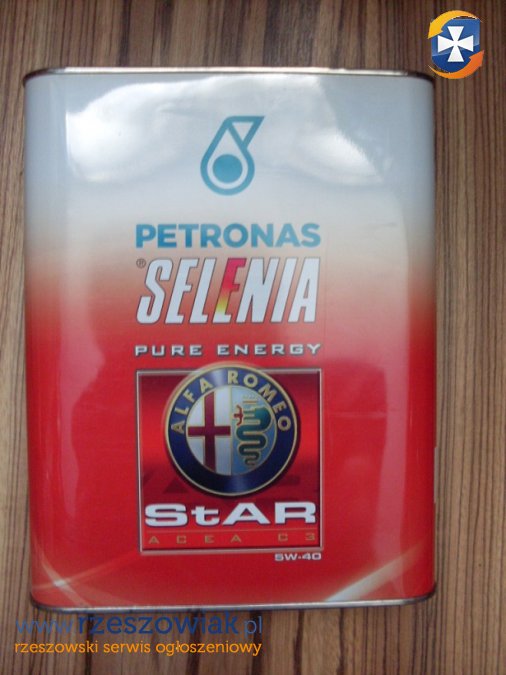 PETRONAS
® SELENIA
PURE ENERGY
ALFA ROMEO
StAR
ACEA C3
5W-40
www.rzeszowiak.pl
rzeszowski serwis ogłoszeniowy